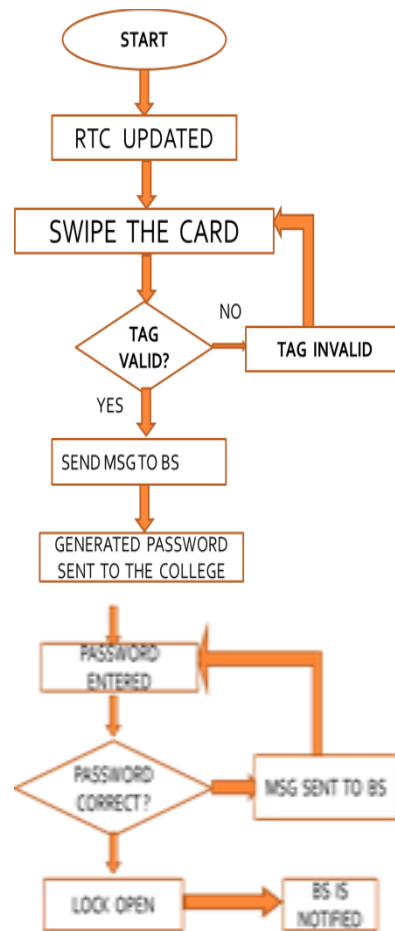 START
RTC UPDATED
SWIPE THE CARD
TAG
VALID?
NO
TAG INVALID
YES
SEND MSG TO BS
GENERATED PASSWORD
SENT TO THE COLLEGE
PASSWORD
ENTERED
PASSWORD
CORRECT ?
MSG SENT TO BS
LOCK OPEN
BS IS
NOTIFIED